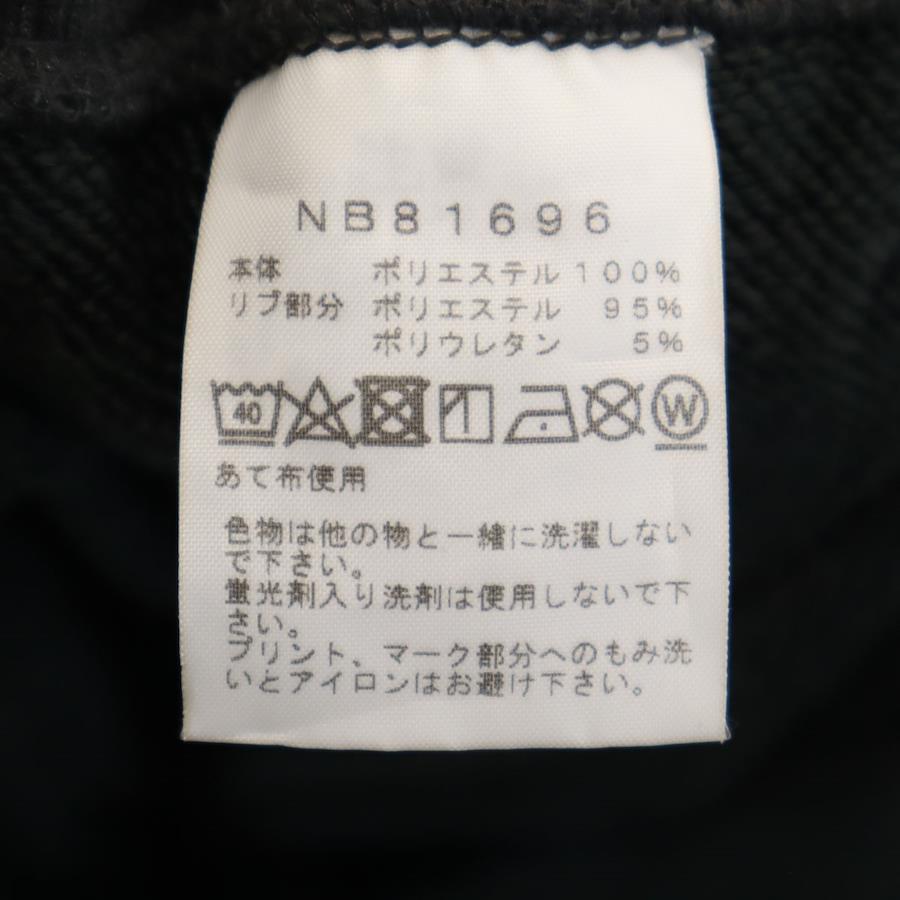 NB81696
本体 ポリエステル 100%
リブ部分 ポリエステル 95%
ポリウレタン 5%
40 W
あて布使用
色物は他の物と一緒に洗濯しない
で下さい。
蛍光剤入り洗剤は使用しないで下
さい。
プリント、マーク部分へのもみ洗
いとアイロンはお避け下さい。